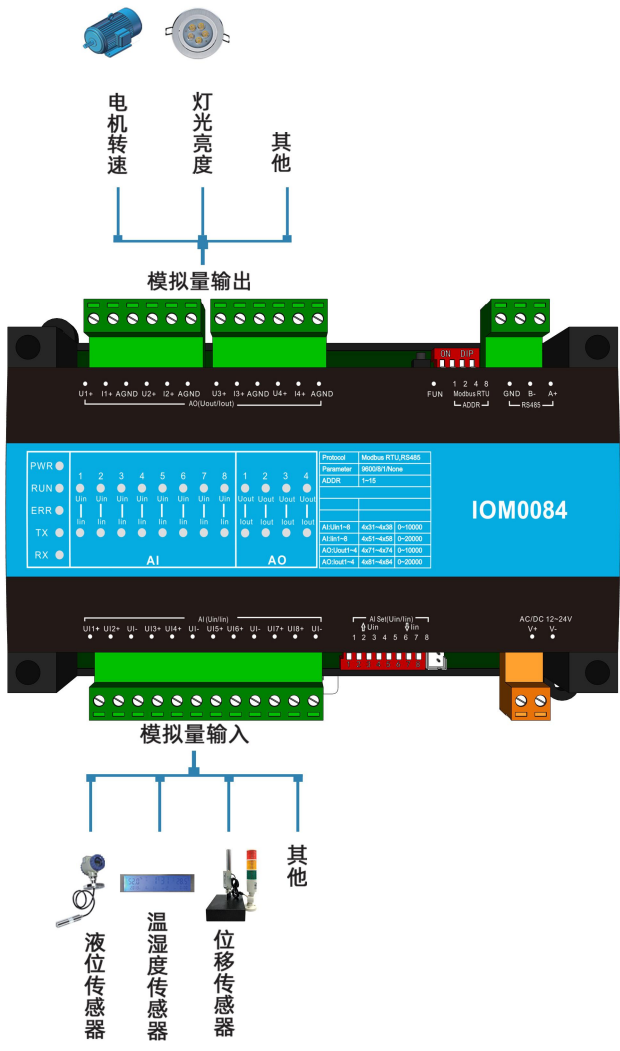 电机转速
灯光亮度
其他
模拟量输出
ON DIP
U1+ I1+ AGND U2+ I2+ AGND U3+ I3+ AGND U4+ I4+ AGND
AO(Uout/Iout)
FUN
1 2 4 8
Modbus RTU
ADDR
GND B- A+
RS485
PWR
RUN
ERR
TX
RX
1 2 3 4 5 6 7 8
Uin Uin Uin Uin Uin Uin Uin Uin
Iin Iin Iin Iin Iin Iin Iin Iin
AI
1 2 3 4
Uout Uout Uout Uout
Iout Iout Iout Iout
AO
Protocol Modbus RTU,RS485
Parameter 9600/8/1/None
ADDR 1~15
AI:Uin1~8 4x31~4x38 0~10000
AI:Iin1~8 4x51~4x58 0~20000
AO:Uout1~4 4x71~4x74 0~10000
AO:Iout1~4 4x81~4x84 0~20000
IOM0084
AI (Uin/Iin)
UI1+ UI2+ UI- UI3+ UI4+ UI- UI5+ UI6+ UI- UI7+ UI8+ UI-
AI Set(Uin/Iin)
Uin Iin
1 2 3 4 5 6 7 8
AC/DC 12~24V
V+ V-
1 2 3 4 5 6 7 8
模拟量输入
液位传感器
温湿度传感器
位移传感器
其他